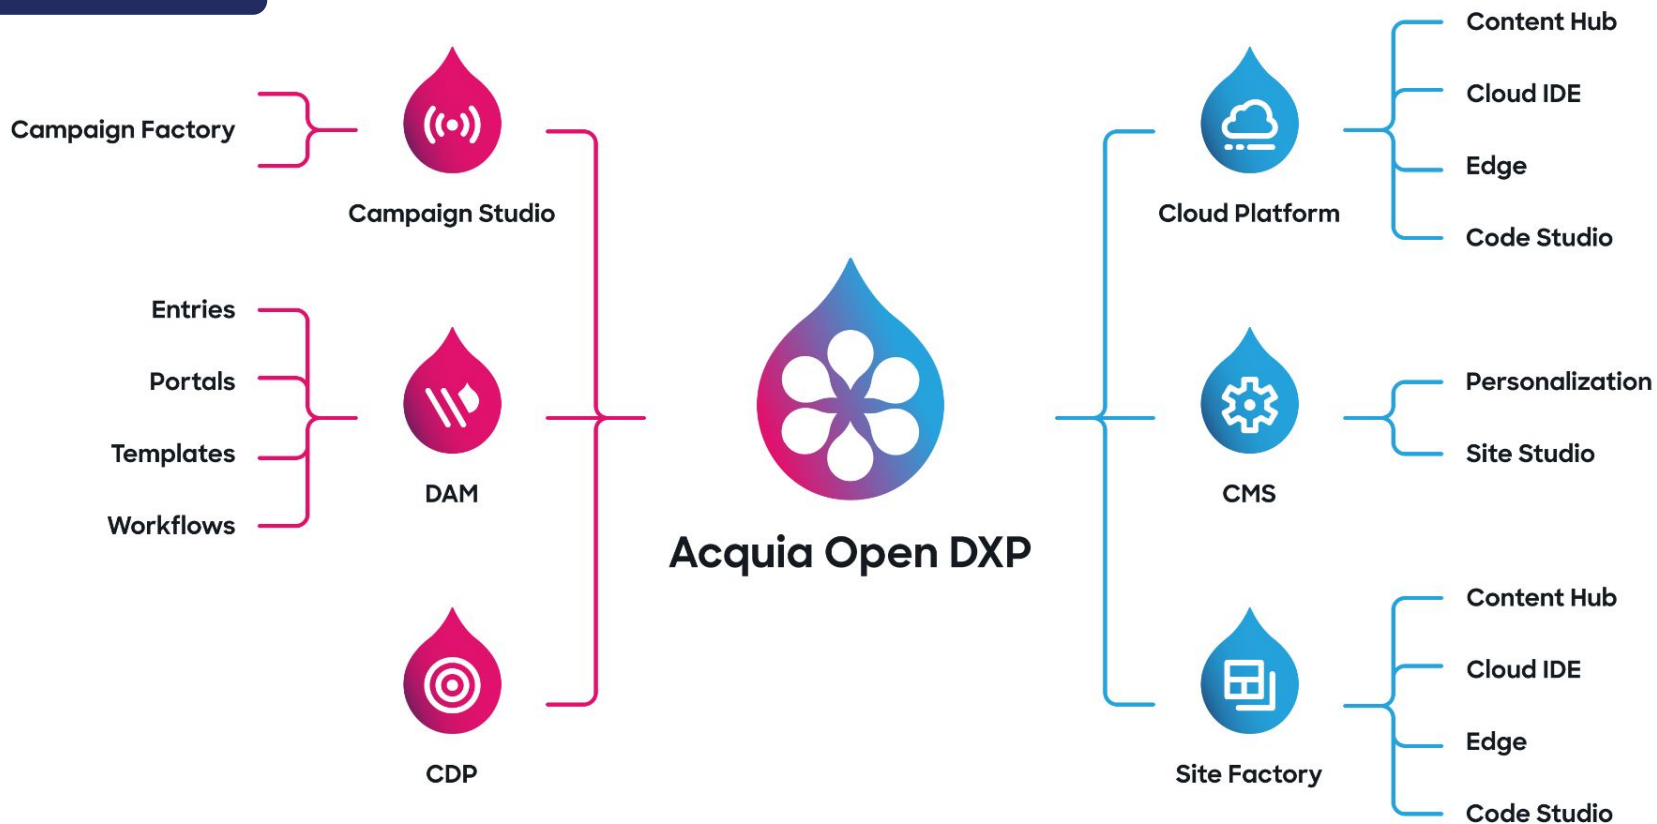 Campaign Factory
Campaign Studio
Entries
Portals
Templates
Workflows
DAM
CDP
Acquia Open DXP
Cloud Platform
Content Hub
Cloud IDE
Edge
Code Studio
CMS
Personalization
Site Studio
Site Factory
Content Hub
Cloud IDE
Edge
Code Studio